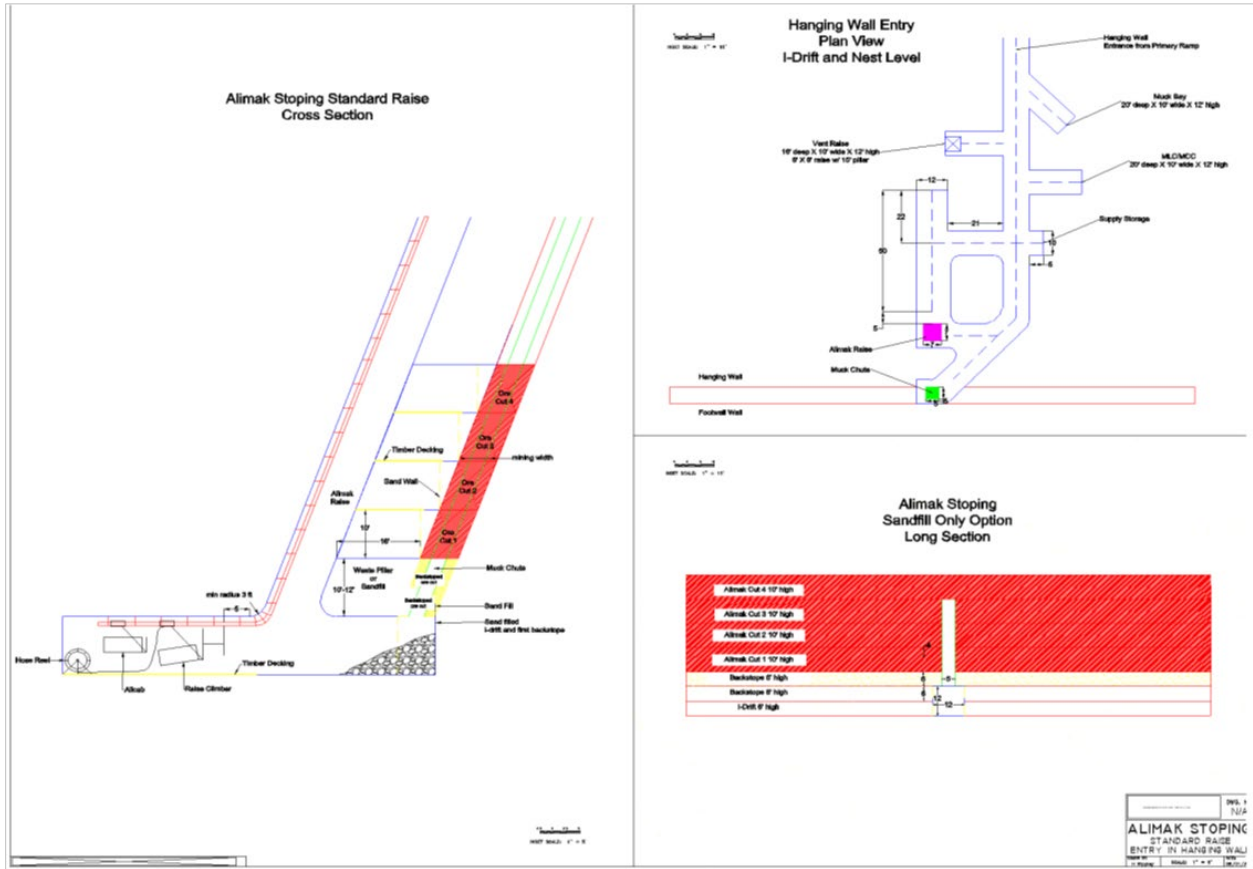 Alimak Stoping Standard Raise
Cross Section
Ore
Cut 4
Ore
Cut 3
Timber Decking
mining width
Sand Wall
Ore
Cut 2
Alimak
Raise
10'
Ore
Cut 1
16'
Waste Pillar
or
Sandfill
Muck Chute
10'-12'
min radius 3 ft
5
Sand Fill
Sand filled
I-drift and first backstope
Hose Reel
Timber Decking
Alicab
Raise Climber
Hanging Wall Entry
Plan View
I-Drift and Nest Level
Hanging Wall
Entrance from Primary Ramp
Muck Bay
20' deep X 10' wide X 12' high
Vent Raise
16' deep X 10' wide X 12' high
6' X 6' raise w/ 10' pillar
MLC/MCC
20' deep X 10' wide X 12' high
12
22
21
Supply Storage
10
50
5
Alimak Raise
Muck Chute
Hanging Wall
Footwall Wall
Alimak Stoping
Sandfill Only Option
Long Section
Alimak Cut 4 10' high
Alimak Cut 3 10' high
Alimak Cut 2 10' high
Alimak Cut 1 10' high
Backstope 6' high
Backstope 6' high
I-Drift 6' high
12
12
DWG.
N/A
ALIMAK STOPING
STANDARD RAISE
ENTRY IN HANGING WALL